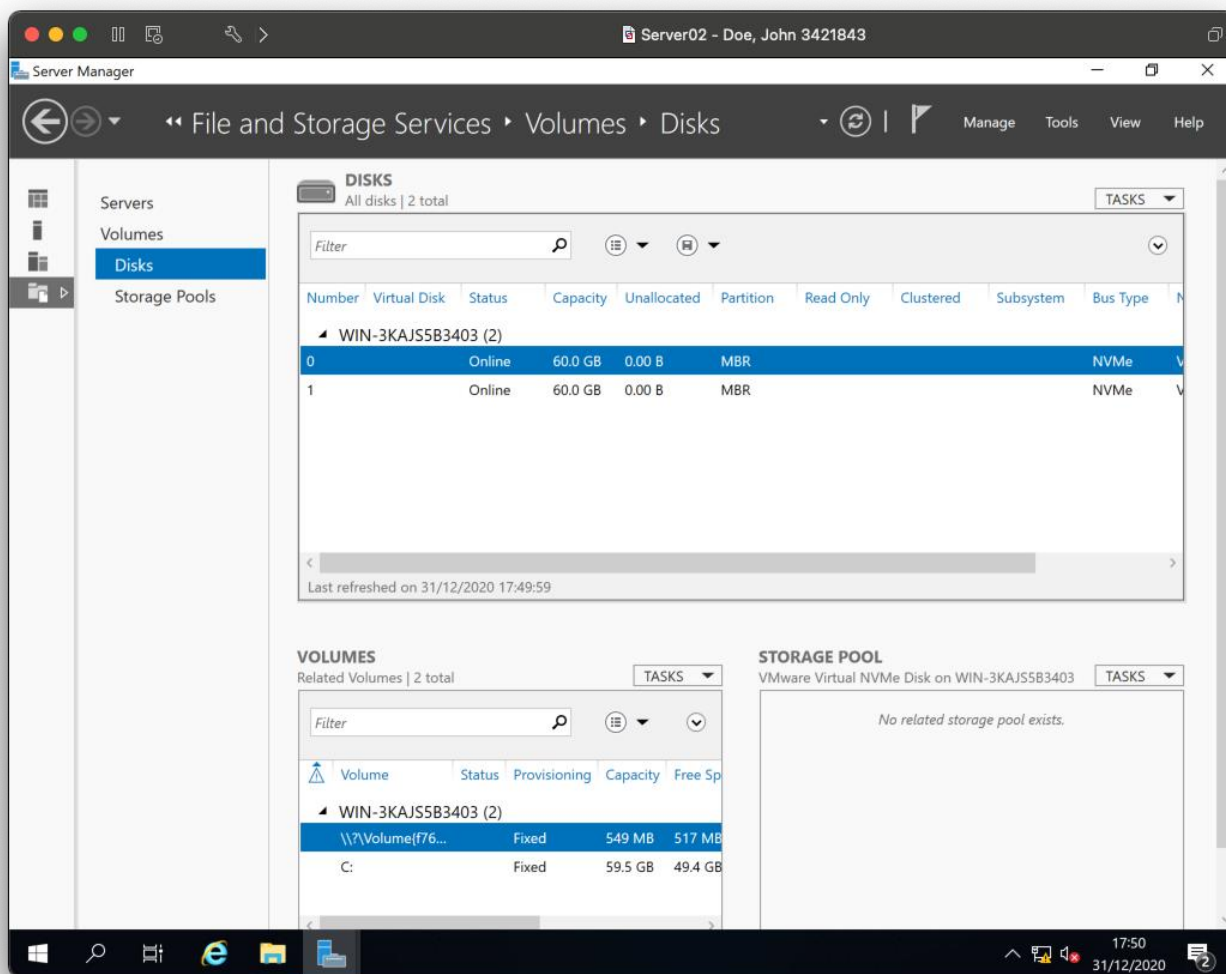 Server02 - Doe, John 3421843
Server Manager
File and Storage Services Volumes Disks
Manage Tools View Help
Servers
Volumes
Disks
Storage Pools
DISKS
All disks | 2 total
TASKS
Filter
Number Virtual Disk Status Capacity Unallocated Partition Read Only Clustered Subsystem Bus Type
WIN-3KAJS5B3403 (2)
0 Online 60.0 GB 0.00 B MBR NVMe V
1 Online 60.0 GB 0.00 B MBR NVMe V
Last refreshed on 31/12/2020 17:49:59
VOLUMES
Related Volumes | 2 total
TASKS
Filter
Volume Status Provisioning Capacity Free Sp
WIN-3KAJS5B3403 (2)
\\?\Volume{f76... Fixed 549 MB 517 MB
C: Fixed 59.5 GB 49.4 GB
STORAGE POOL
VMware Virtual NVMe Disk on WIN-3KAJS5B3403
TASKS
No related storage pool exists.
17:50
31/12/2020
2